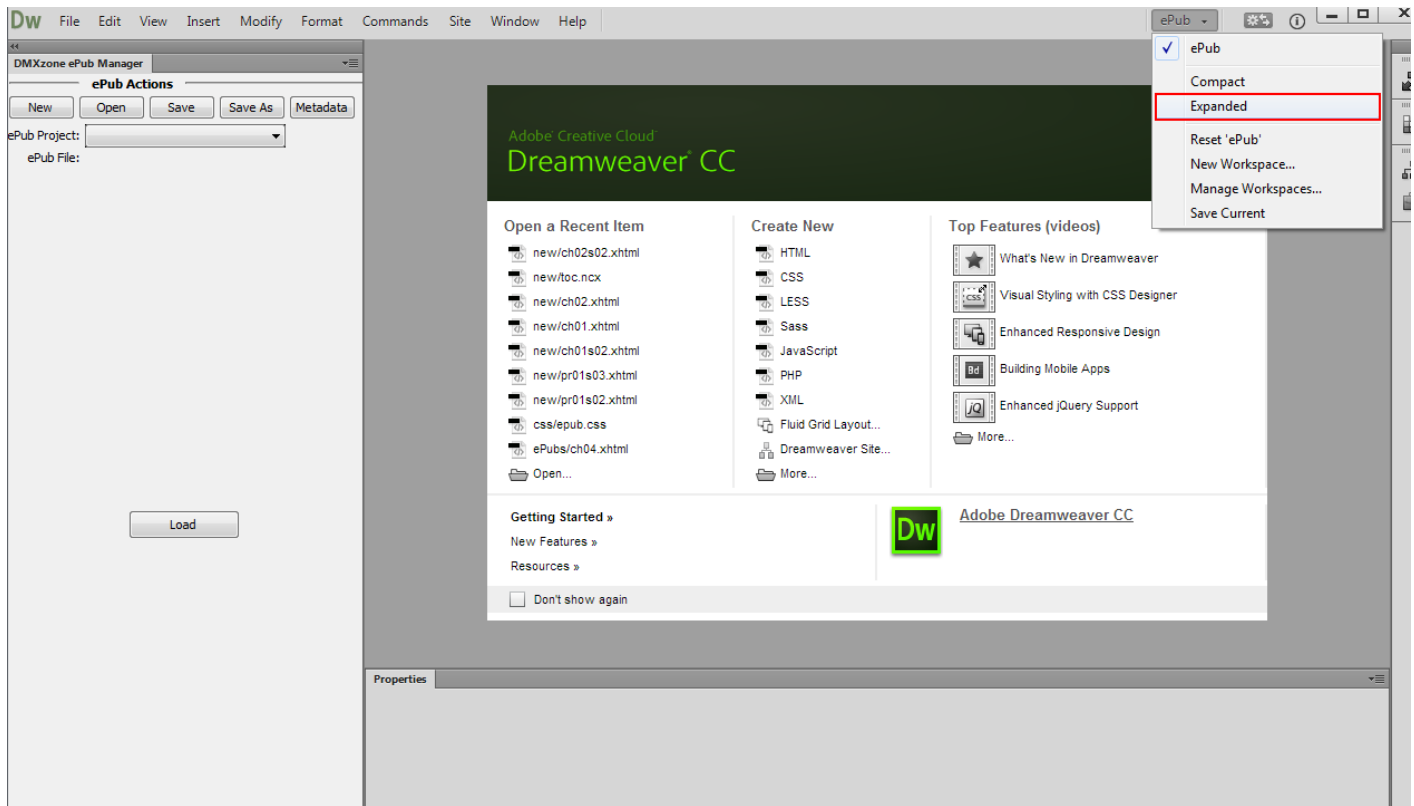 Dw File Edit View Insert Modify Format Commands Site Window Help ePub
DMXzone ePub Manager
ePub Actions
New Open Save Save As Metadata
ePub Project:
ePub File:
Load
ePub
Compact
Expanded
Reset 'ePub'
New Workspace...
Manage Workspaces...
Save Current
Adobe® Creative Cloud™
Dreamweaver® CC
Open a Recent Item
new/ch02s02.xhtml
new/toc.ncx
new/ch02.xhtml
new/ch01.xhtml
new/ch01s02.xhtml
new/pr01s03.xhtml
new/pr01s02.xhtml
css/epub.css
ePubs/ch04.xhtml
Open...
Create New
HTML
CSS
LESS
Sass
JavaScript
PHP
XML
Fluid Grid Layout...
Dreamweaver Site...
More...
Top Features (videos)
What's New in Dreamweaver
CSS Visual Styling with CSS Designer
Enhanced Responsive Design
Bd Building Mobile Apps
jQ Enhanced jQuery Support
More...
Getting Started »
New Features »
Resources »
Dw Adobe Dreamweaver CC
Don't show again
Properties